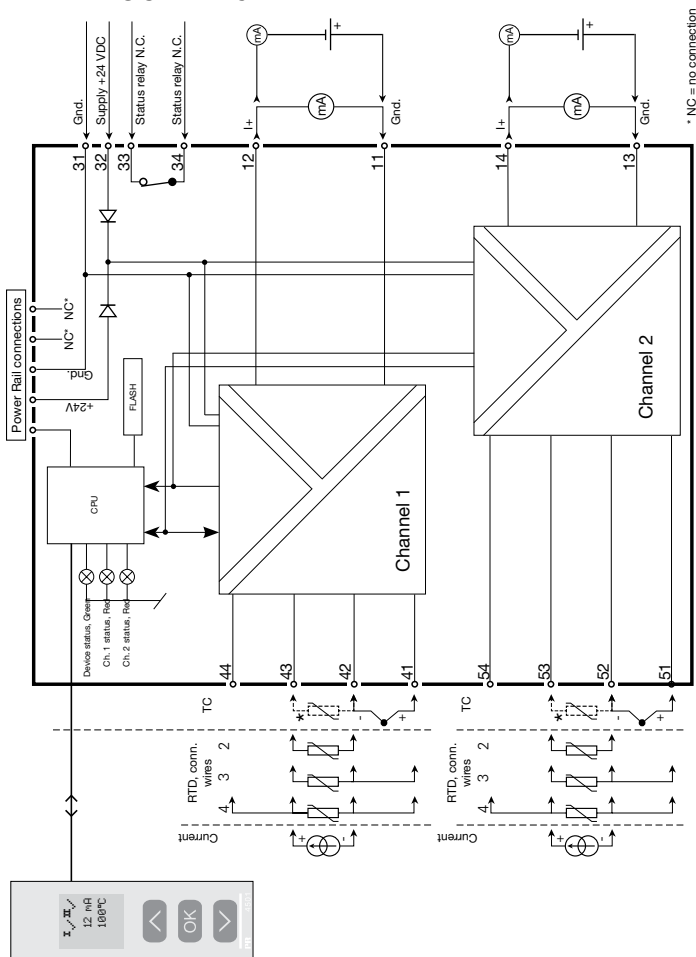 Gnd.
Supply +24 VDC
Status relay N.C.
Status relay N.C.
mA
+
mA
+
* NC = no connection
I+
mA
Gnd.
I+
mA
Gnd.
31
32
33
34
12
11
14
13
Power Rail connections
NC*
NC*
Gnd.
+24V
FLASH
CPU
Device status, Green
Ch. 1 status, Red
Ch. 2 status, Red
Channel 1
Channel 2
44
43
42
41
54
53
52
51
TC
*
-
+
TC
*
-
+
RTD, conn.
wires
2
3
4
RTD, conn.
wires
2
3
4
Current
+
-
Current
+
-
I II
12 mA
100°C
OK